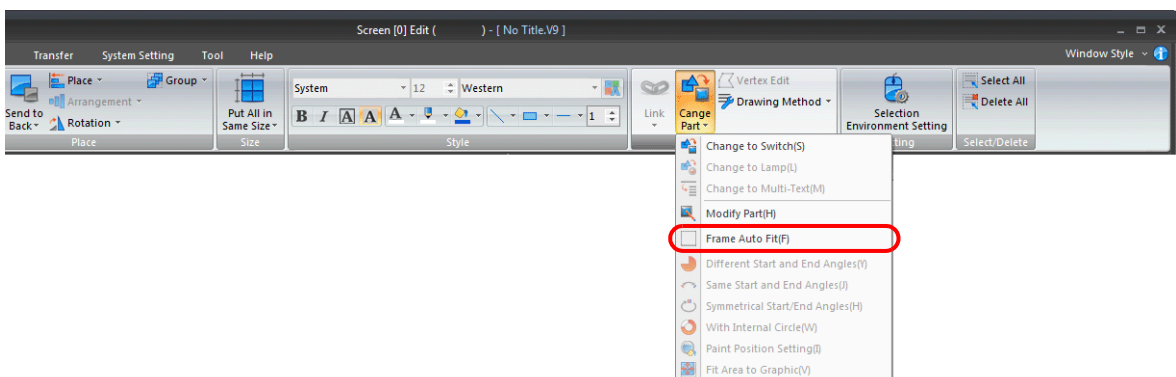 Screen [0] Edit ( ) - [ No Title.V9 ]
Transfer System Setting Tool Help Window Style
Place Group
Arrangement
Send to Back Rotation
Put All in Same Size
System 12 Western
B I A A A 1
Link
Cange Part
Vertex Edit
Drawing Method
Selection Environment Setting
Select All
Delete All
Place Size Style ting Select/Delete
Change to Switch(S)
Change to Lamp(L)
Change to Multi-Text(M)
Modify Part(H)
Frame Auto Fit(F)
Different Start and End Angles(Y)
Same Start and End Angles(J)
Symmetrical Start/End Angles(H)
With Internal Circle(W)
Paint Position Setting(I)
Fit Area to Graphic(V)